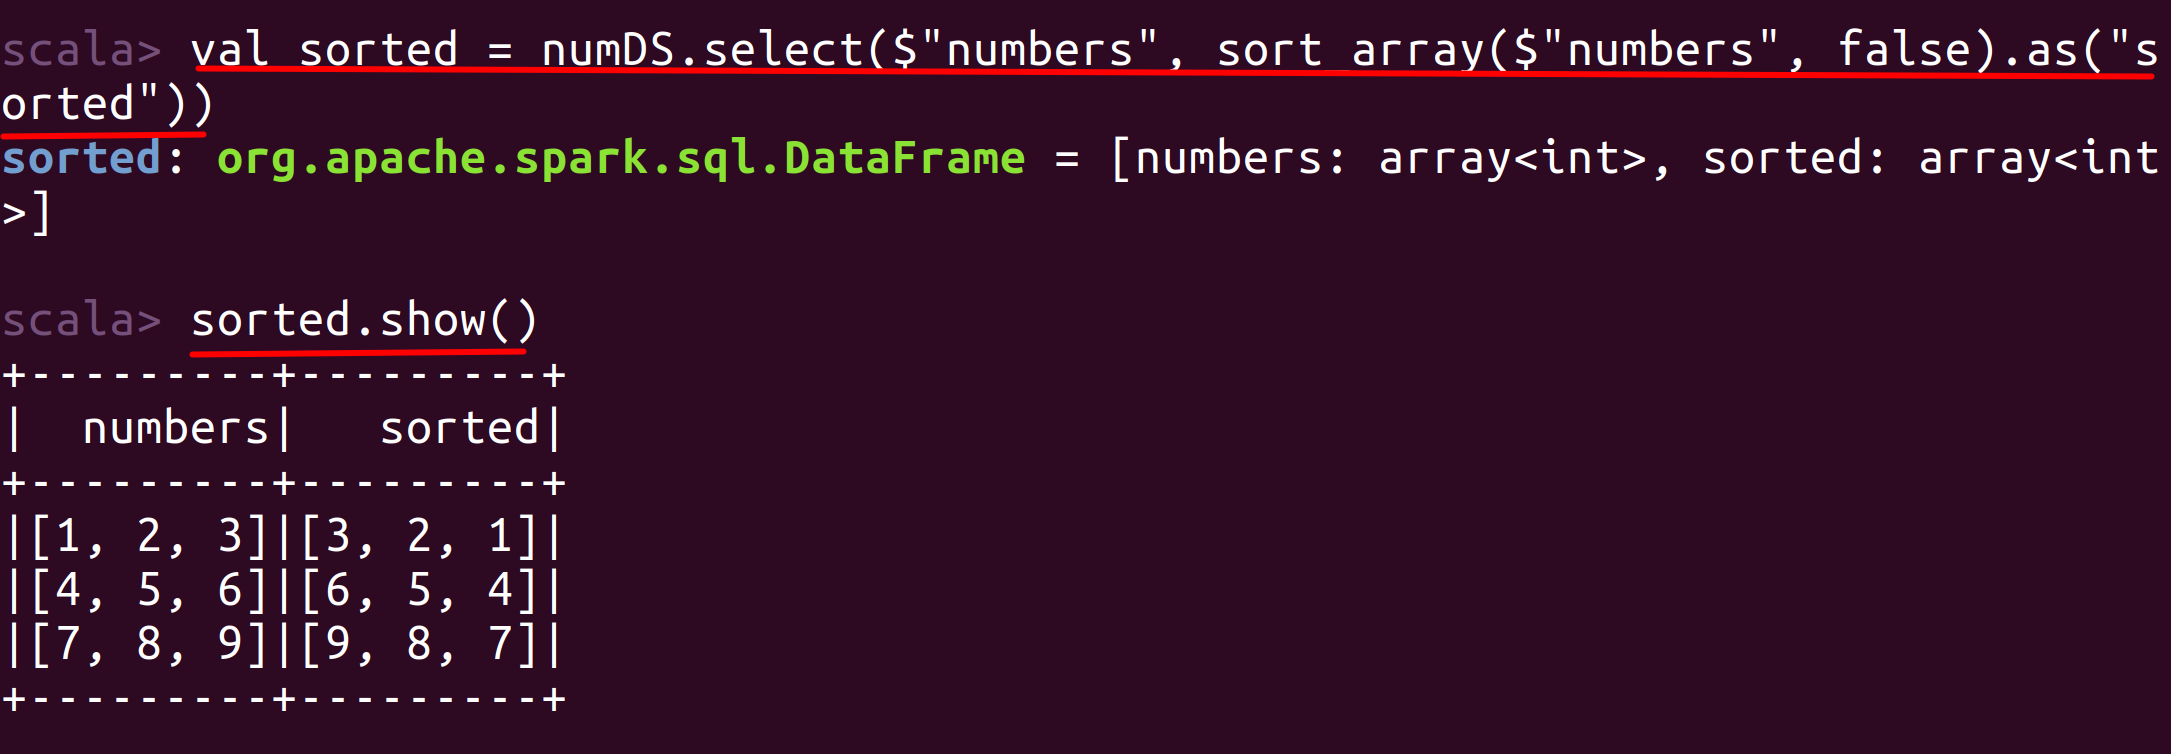 scala> val sorted = numDS.select($"numbers", sort_array($"numbers", false).as("s
orted"))
sorted: org.apache.spark.sql.DataFrame = [numbers: array<int>, sorted: array<int
>]
scala> sorted.show()
+---------+---------+
|  numbers|   sorted|
+---------+---------+
|[1, 2, 3]|[3, 2, 1]|
|[4, 5, 6]|[6, 5, 4]|
|[7, 8, 9]|[9, 8, 7]|
+---------+---------+